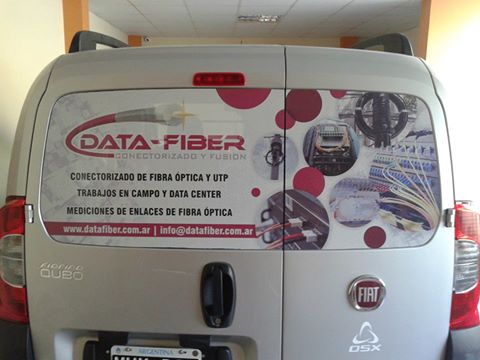 DATA-FIBER
CONECTORIZADO Y FUSIÓN
CONECTORIZADO DE FIBRA ÓPTICA Y UTP
TRABAJOS EN CAMPO Y DATA CENTER
MEDICIONES DE ENLACES DE FIBRA ÓPTICA
www.datafiber.com.ar | info@datafiber.com.ar
FIORINO
QUBO
FIAT
OSX
ARGENTINA